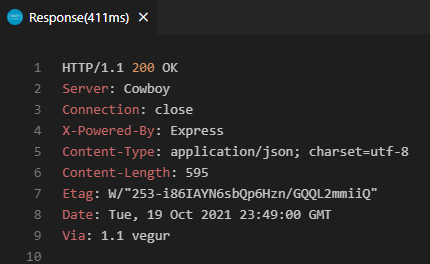 Response(411ms)
1 HTTP/1.1 200 OK
2 Server: Cowboy
3 Connection: close
4 X-Powered-By: Express
5 Content-Type: application/json; charset=utf-8
6 Content-Length: 595
7 Etag: W/"253-i86IAYN6sbQp6Hzn/GQQL2mmiiQ"
8 Date: Tue, 19 Oct 2021 23:49:00 GMT
9 Via: 1.1 vegur
10